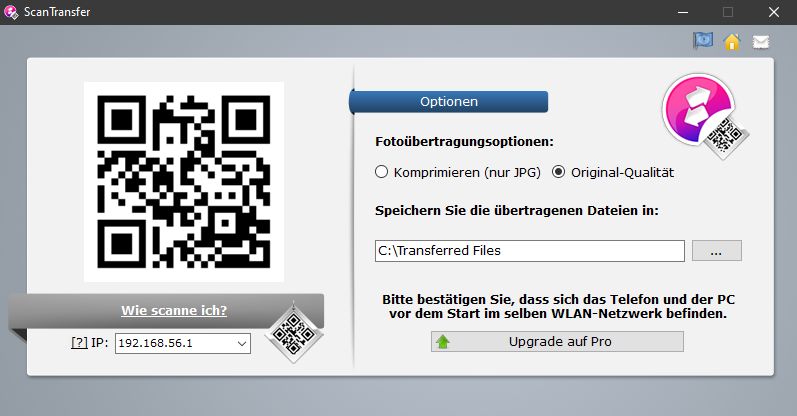 ScanTransfer
Optionen
Fotoübertragungsoptionen:
Komprimieren (nur JPG) Original-Qualität
Speichern Sie die übertragenen Dateien in:
C:\Transferred Files ...
Wie scanne ich?
[?] IP: 192.168.56.1
Bitte bestätigen Sie, dass sich das Telefon und der PC
vor dem Start im selben WLAN-Netzwerk befinden.
Upgrade auf Pro